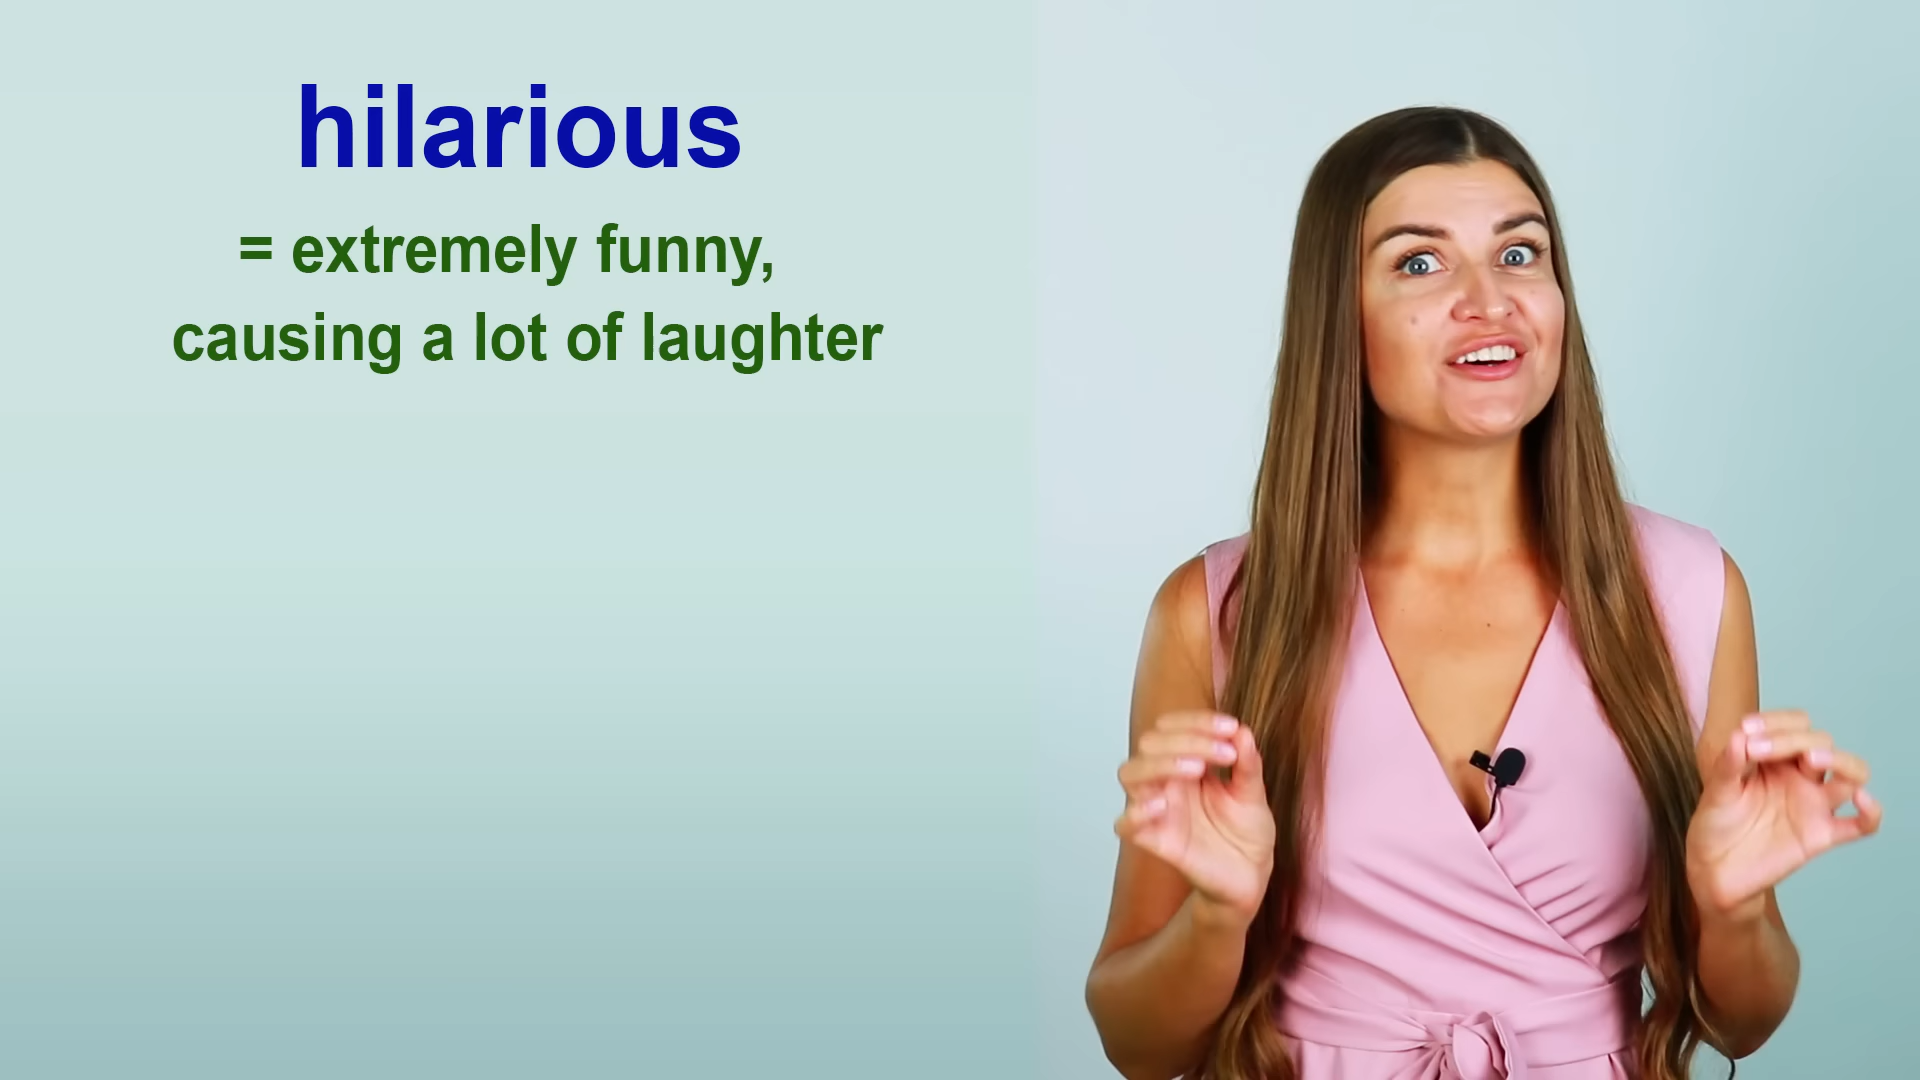 hilarious
= extremely funny,
causing a lot of laughter